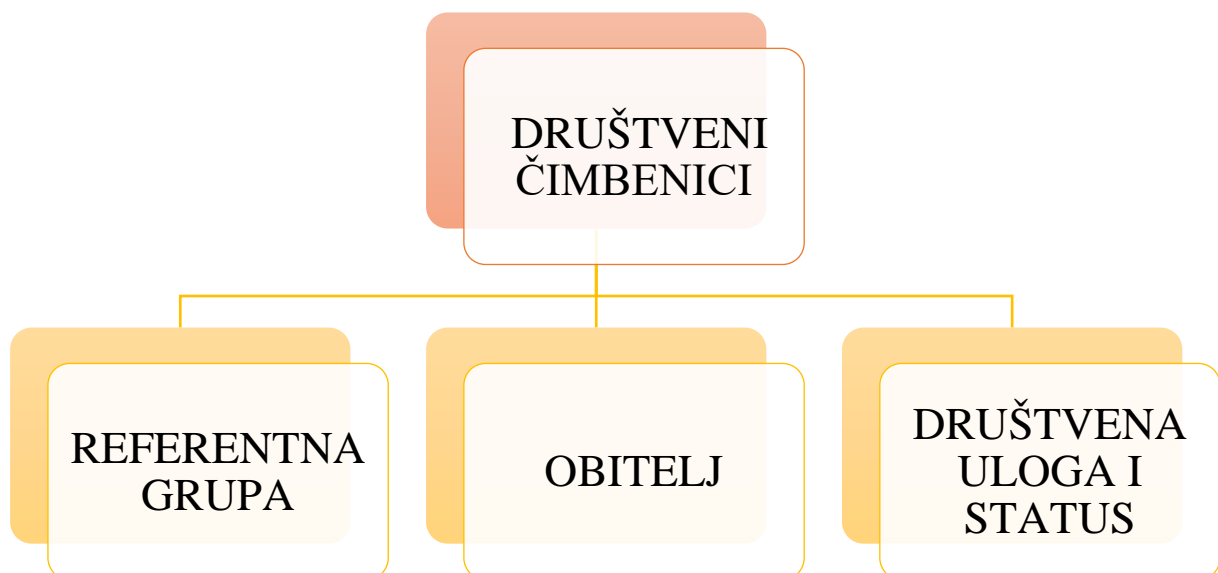 DRUŠTVENI
ČIMBENICI
REFERENTNA
GRUPA
OBITELJ
DRUŠTVENA
ULOGA I
STATUS